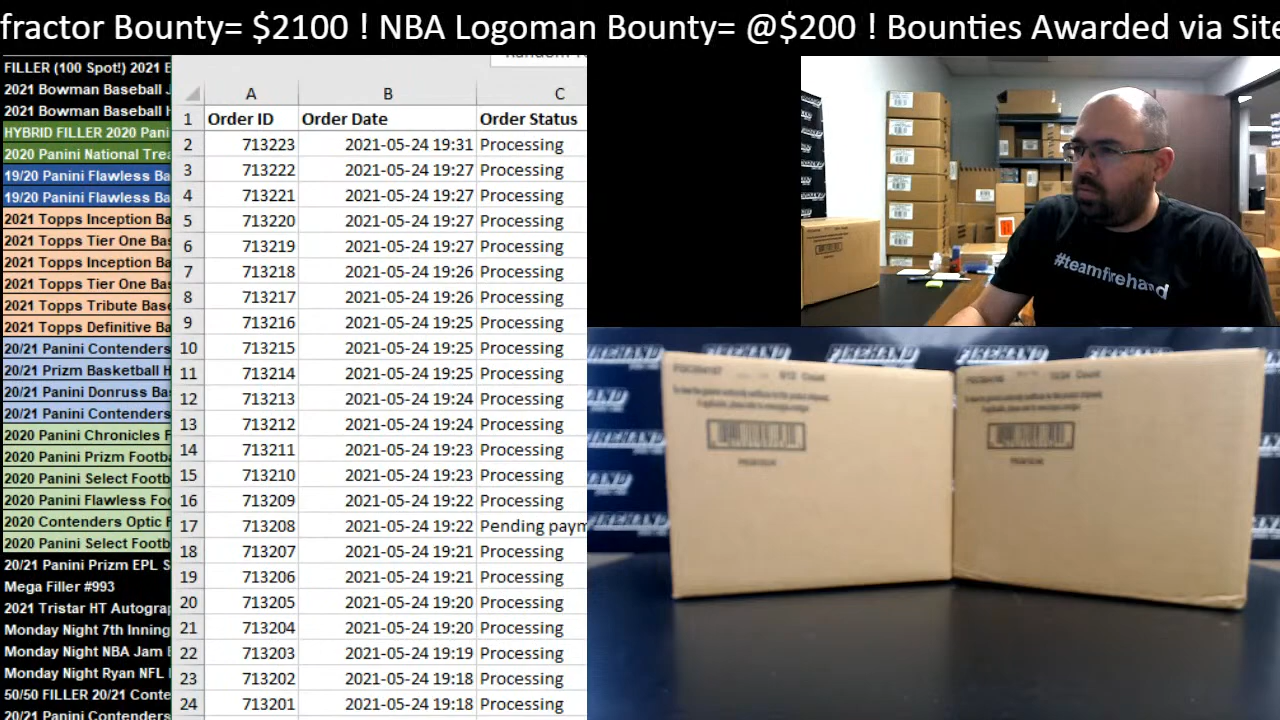 fractor Bounty= $2100 ! NBA Logoman Bounty= @$200 ! Bounties Awarded via Site
FILLER (100 Spot!) 2021 B
2021 Bowman Baseball J
2021 Bowman Baseball H
HYBRID FILLER 2020 Pani
2020 Panini National Trea
19/20 Panini Flawless Ba
19/20 Panini Flawless Ba
2021 Topps Inception Ba
2021 Topps Tier One Bas
2021 Topps Inception Ba
2021 Topps Tier One Bas
2021 Topps Tribute Base
2021 Topps Definitive Ba
20/21 Panini Contenders
20/21 Prizm Basketball H
20/21 Panini Donruss Bas
20/21 Panini Contenders
2020 Panini Chronicles F
2020 Panini Prizm Footba
2020 Panini Select Footb
2020 Panini Flawless Foo
2020 Contenders Optic F
2020 Panini Select Footb
20/21 Panini Prizm EPL S
Mega Filler #993
2021 Tristar HT Autograp
Monday Night 7th Inning
Monday Night NBA Jam B
Monday Night Ryan NFL
50/50 FILLER 20/21 Conte
20/21 Panini Contenders
A B C
1 Order ID Order Date Order Status
2 713223 2021-05-24 19:31 Processing
3 713222 2021-05-24 19:27 Processing
4 713221 2021-05-24 19:27 Processing
5 713220 2021-05-24 19:27 Processing
6 713219 2021-05-24 19:27 Processing
7 713218 2021-05-24 19:26 Processing
8 713217 2021-05-24 19:26 Processing
9 713216 2021-05-24 19:25 Processing
10 713215 2021-05-24 19:25 Processing
11 713214 2021-05-24 19:25 Processing
12 713213 2021-05-24 19:24 Processing
13 713212 2021-05-24 19:24 Processing
14 713211 2021-05-24 19:23 Processing
15 713210 2021-05-24 19:23 Processing
16 713209 2021-05-24 19:22 Processing
17 713208 2021-05-24 19:22 Pending paym
18 713207 2021-05-24 19:21 Processing
19 713206 2021-05-24 19:21 Processing
20 713205 2021-05-24 19:20 Processing
21 713204 2021-05-24 19:20 Processing
22 713203 2021-05-24 19:19 Processing
23 713202 2021-05-24 19:18 Processing
24 713201 2021-05-24 19:18 Processing
#teamfirehand
FIREHAND FIREHAND FIREHAND FIREHAND
Count
Count